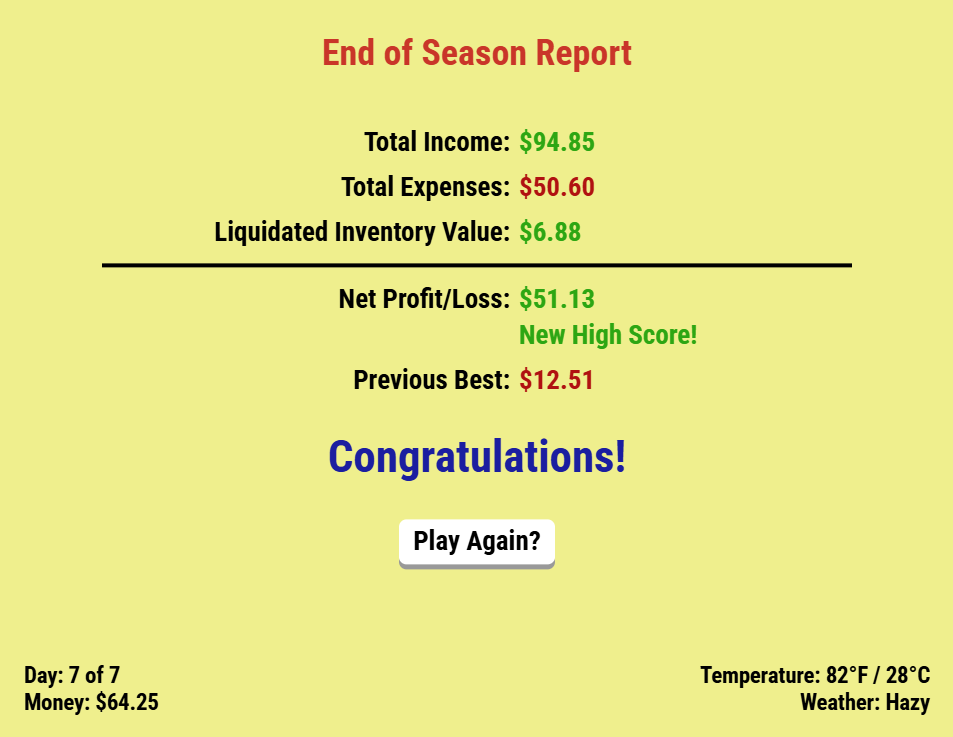 End of Season Report
Total Income: $94.85
Total Expenses: $50.60
Liquidated Inventory Value: $6.88
Net Profit/Loss: $51.13
New High Score!
Previous Best: $12.51
Congratulations!
Play Again?
Day: 7 of 7
Money: $64.25
Temperature: 82°F / 28°C
Weather: Hazy